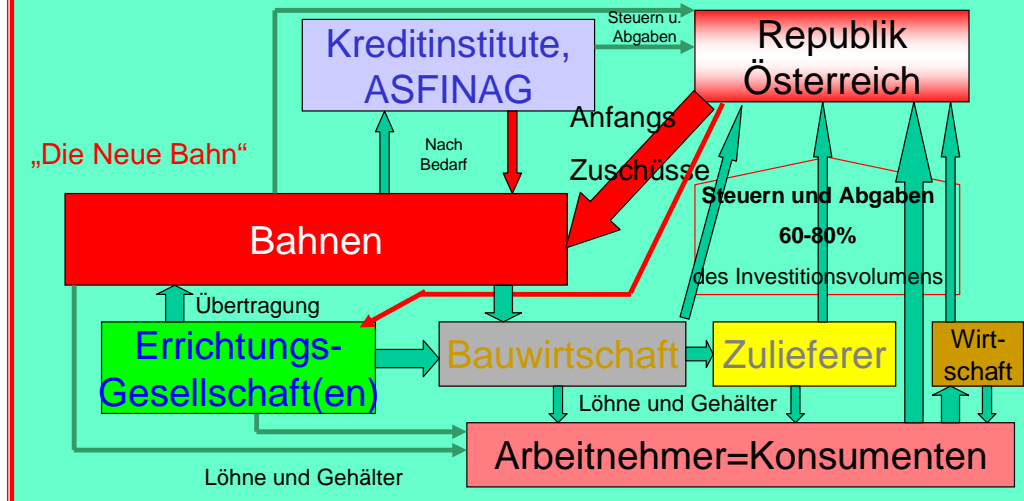 Steuern u.
Abgaben
Kreditinstitute,
ASFINAG
Republik
Österreich
Anfangs
Zuschüsse
Nach
Bedarf
„Die Neue Bahn“
Steuern und Abgaben
60-80%
des Investitionsvolumens
Bahnen
Übertragung
Errichtungs-
Gesellschaft(en)
Bauwirtschaft
Zulieferer
Wirt-
schaft
Löhne und Gehälter
Arbeitnehmer=Konsumenten
Löhne und Gehälter